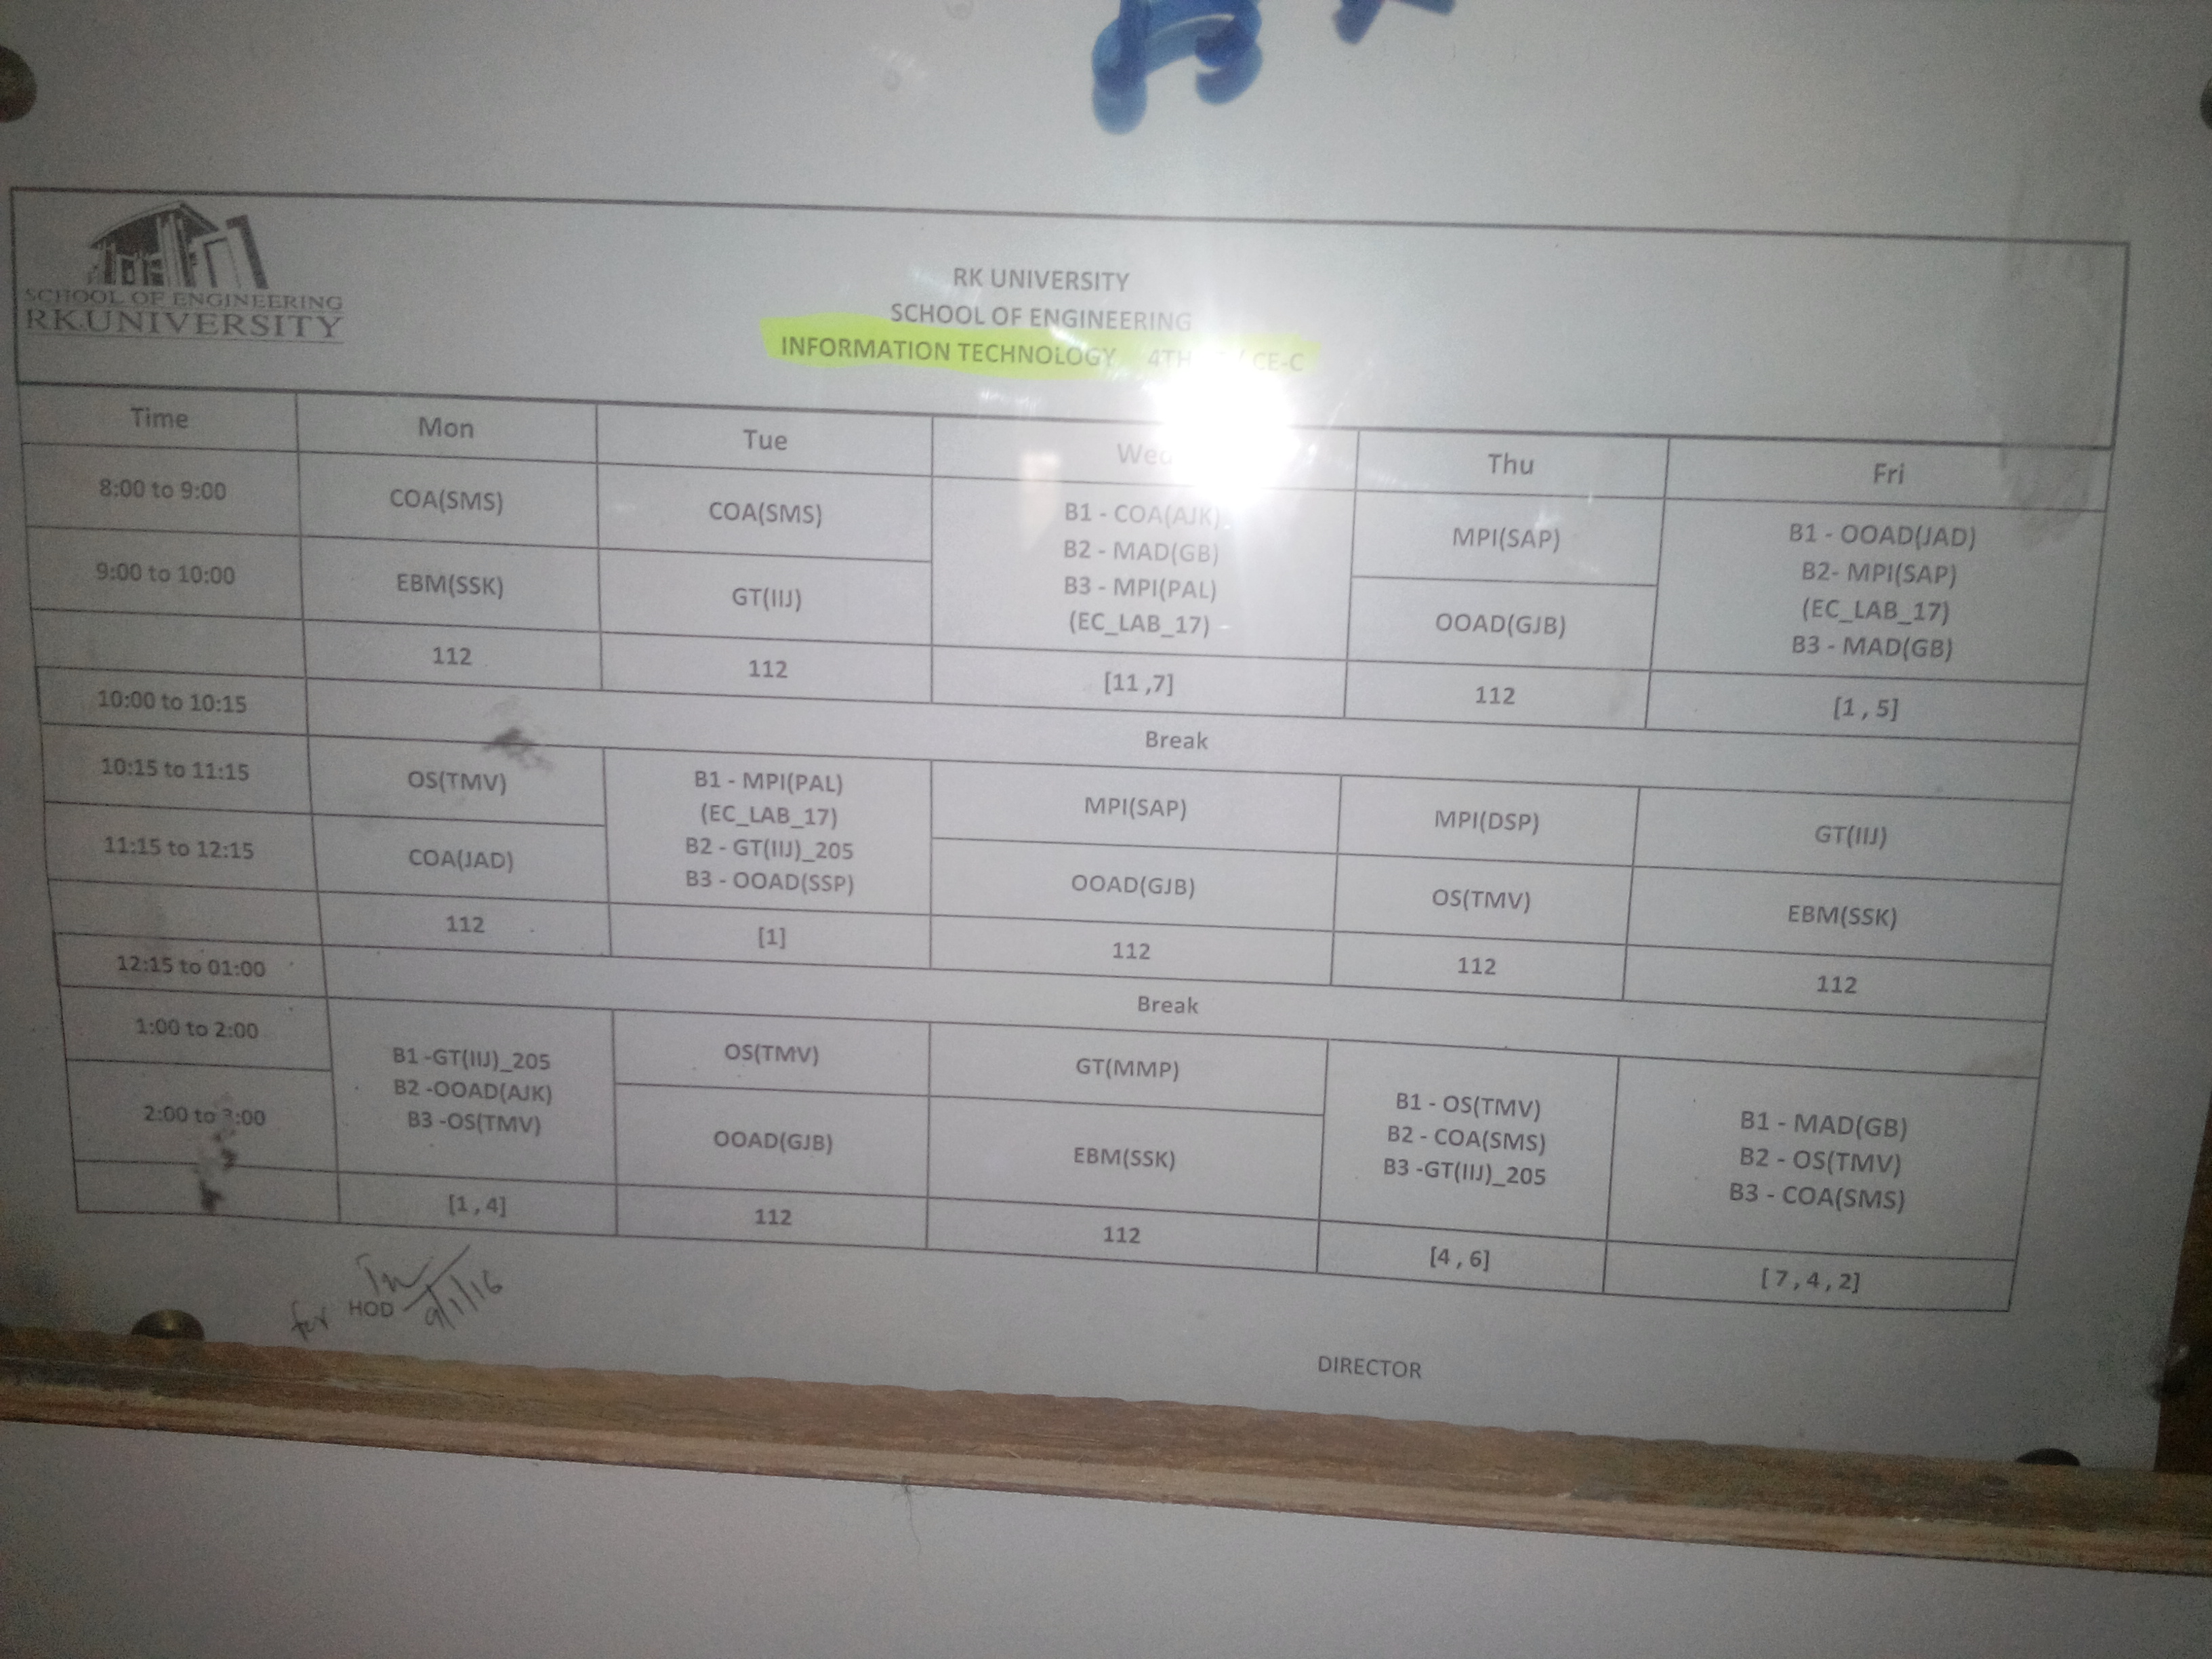 SCHOOL OF ENGINEERING
RK.UNIVERSITY
RK UNIVERSITY
SCHOOL OF ENGINEERING
INFORMATION TECHNOLOGY 4TH / CE-C
Time Mon Tue Wed Thu Fri
8:00 to 9:00
COA(SMS)
COA(SMS)
B1 - COA(AJK)
B2 - MAD(GB)
B3 - MPI(PAL)
(EC_LAB_17) -
MPI(SAP)
B1 - OOAD(JAD)
B2- MPI(SAP)
(EC_LAB_17)
B3 - MAD(GB)
9:00 to 10:00
EBM(SSK)
GT(IIJ)
OOAD(GJB)
112 112 [11 ,7] 112 [1 , 5]
10:00 to 10:15
Break
10:15 to 11:15
OS(TMV)
B1 - MPI(PAL)
(EC_LAB_17)
B2 - GT(IIJ)_205
B3 - OOAD(SSP)
MPI(SAP)
MPI(DSP)
GT(IIJ)
11:15 to 12:15
COA(JAD)
OOAD(GJB)
OS(TMV)
EBM(SSK)
112 [1] 112 112 112
12:15 to 01:00
Break
1:00 to 2:00
B1 -GT(IIJ)_205
B2 -OOAD(AJK)
B3 -OS(TMV)
OS(TMV)
GT(MMP)
B1 - OS(TMV)
B2 - COA(SMS)
B3 -GT(IIJ)_205
B1 - MAD(GB)
B2 - OS(TMV)
B3 - COA(SMS)
2:00 to 3:00
OOAD(GJB)
EBM(SSK)
[1 , 4] 112 112 [4 , 6] [ 7 , 4 , 2]
for HOD 9/1/16
DIRECTOR